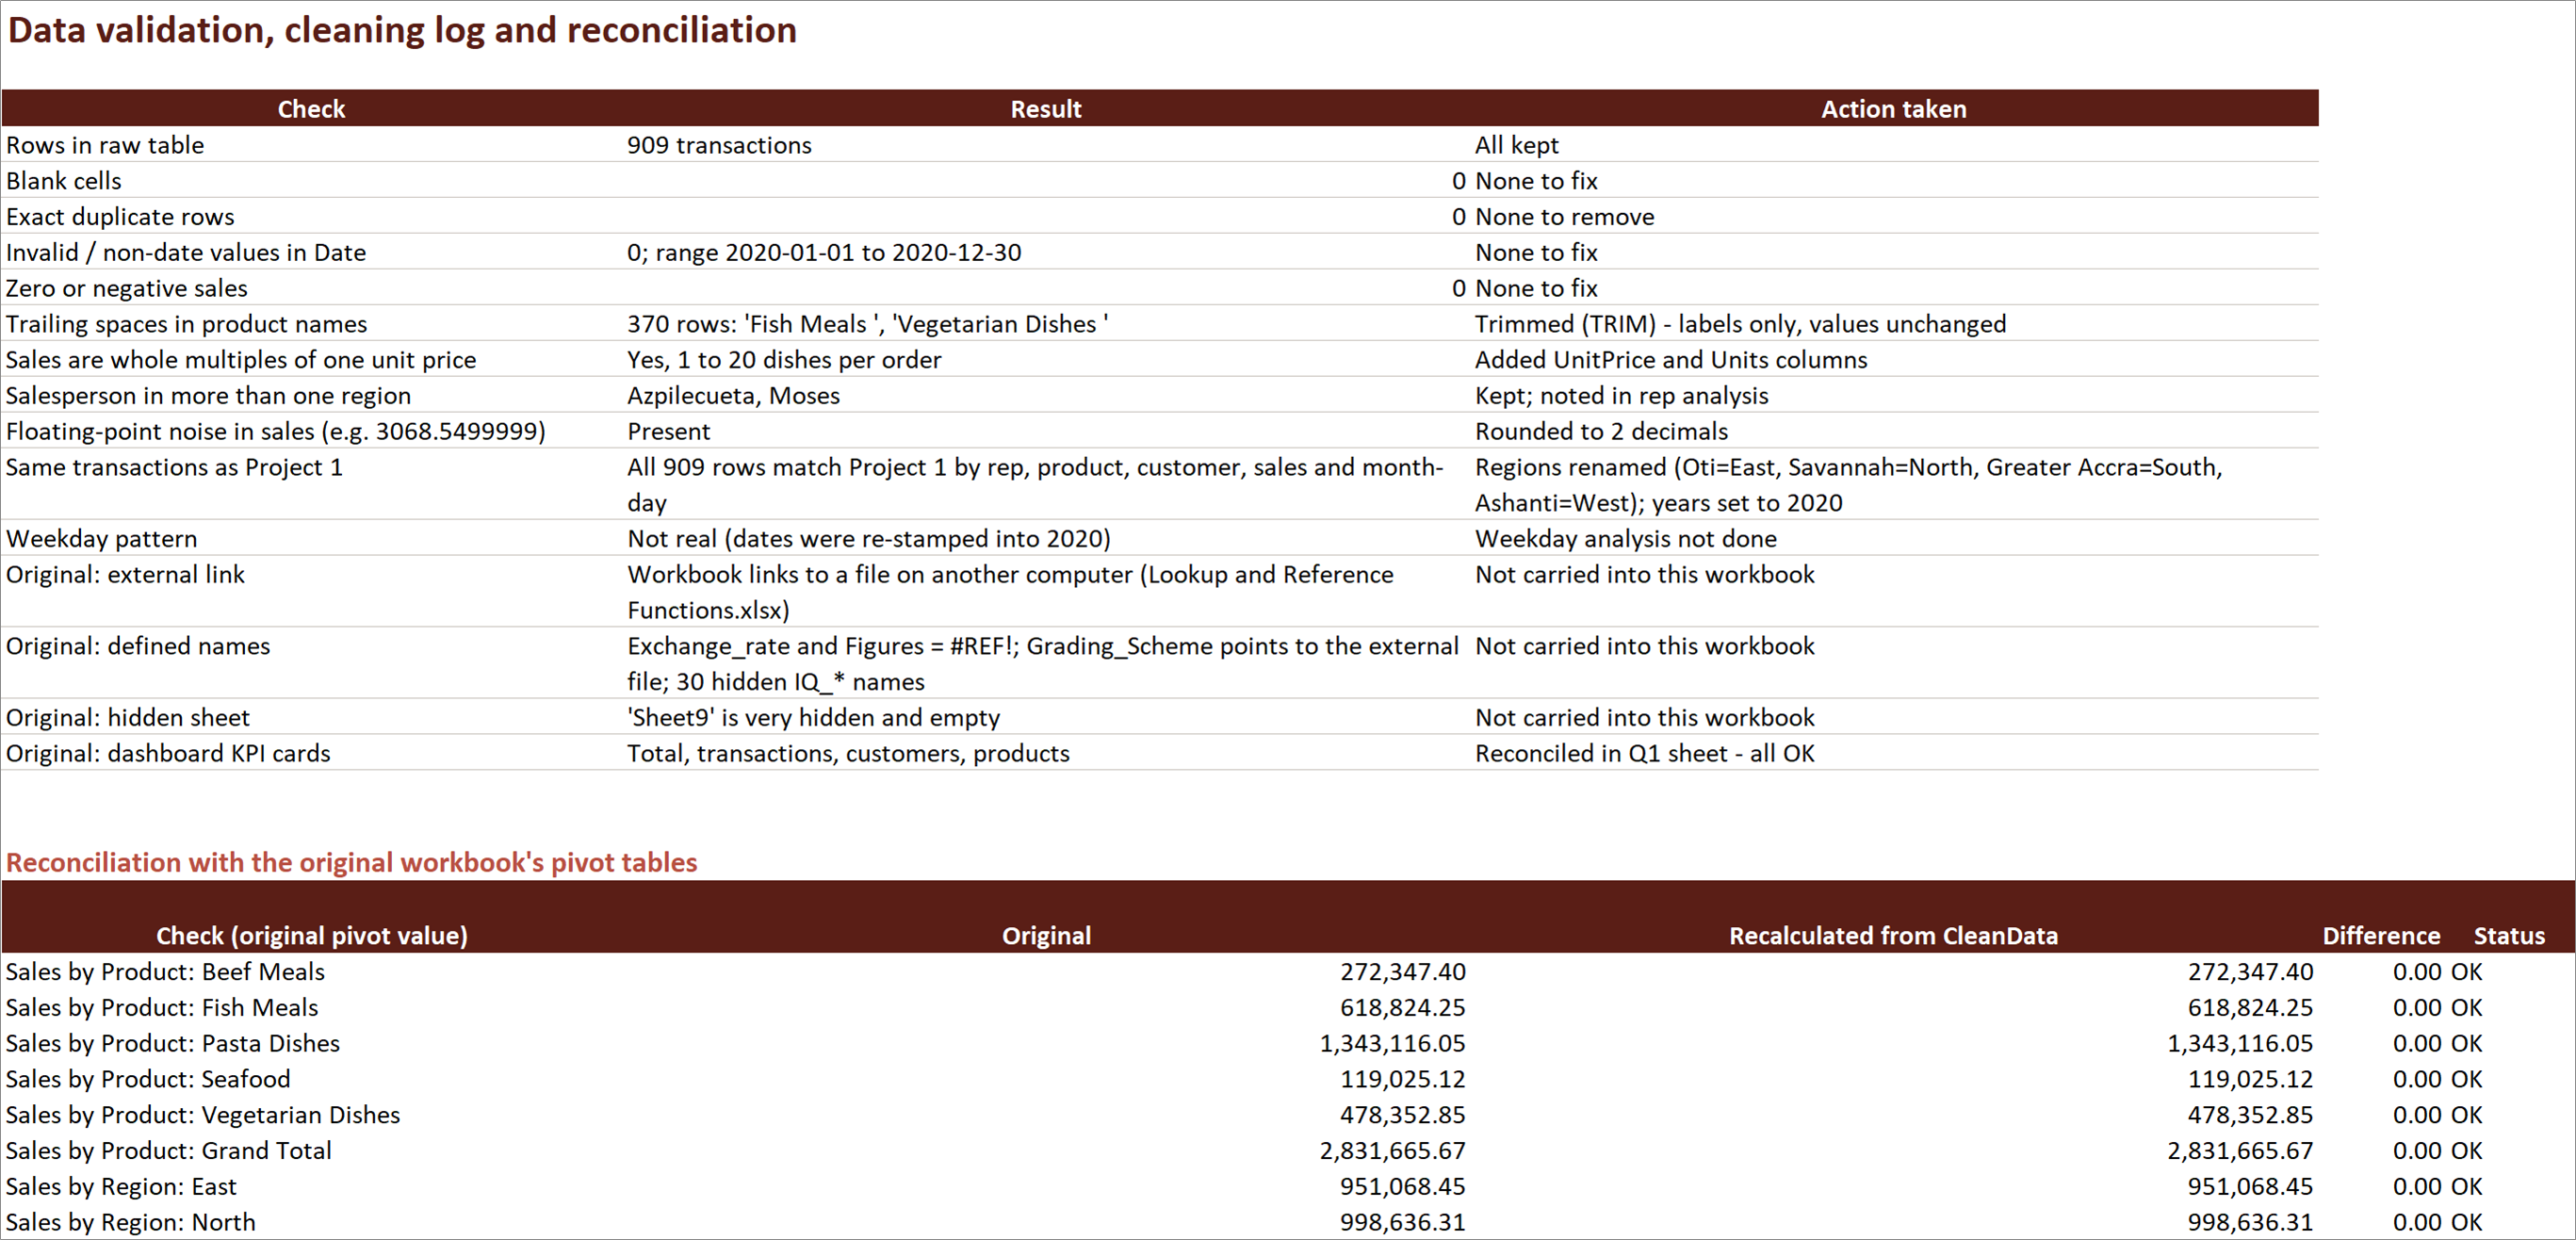 Data validation, cleaning log and reconciliation
Check Result Action taken
Rows in raw table 909 transactions All kept
Blank cells 0 None to fix
Exact duplicate rows 0 None to remove
Invalid / non-date values in Date 0; range 2020-01-01 to 2020-12-30 None to fix
Zero or negative sales 0 None to fix
Trailing spaces in product names 370 rows: 'Fish Meals ', 'Vegetarian Dishes ' Trimmed (TRIM) - labels only, values unchanged
Sales are whole multiples of one unit price Yes, 1 to 20 dishes per order Added UnitPrice and Units columns
Salesperson in more than one region Azpilecueta, Moses Kept; noted in rep analysis
Floating-point noise in sales (e.g. 3068.5499999) Present Rounded to 2 decimals
Same transactions as Project 1 All 909 rows match Project 1 by rep, product, customer, sales and month- Regions renamed (Oti=East, Savannah=North, Greater Accra=South,
day Ashanti=West); years set to 2020
Weekday pattern Not real (dates were re-stamped into 2020) Weekday analysis not done
Original: external link Workbook links to a file on another computer (Lookup and Reference Not carried into this workbook
Functions.xlsx)
Original: defined names Exchange_rate and Figures = #REF!; Grading_Scheme points to the external Not carried into this workbook
file; 30 hidden IQ_* names
Original: hidden sheet 'Sheet9' is very hidden and empty Not carried into this workbook
Original: dashboard KPI cards Total, transactions, customers, products Reconciled in Q1 sheet - all OK
Reconciliation with the original workbook's pivot tables
Check (original pivot value) Original Recalculated from CleanData Difference Status
Sales by Product: Beef Meals 272,347.40 272,347.40 0.00 OK
Sales by Product: Fish Meals 618,824.25 618,824.25 0.00 OK
Sales by Product: Pasta Dishes 1,343,116.05 1,343,116.05 0.00 OK
Sales by Product: Seafood 119,025.12 119,025.12 0.00 OK
Sales by Product: Vegetarian Dishes 478,352.85 478,352.85 0.00 OK
Sales by Product: Grand Total 2,831,665.67 2,831,665.67 0.00 OK
Sales by Region: East 951,068.45 951,068.45 0.00 OK
Sales by Region: North 998,636.31 998,636.31 0.00 OK